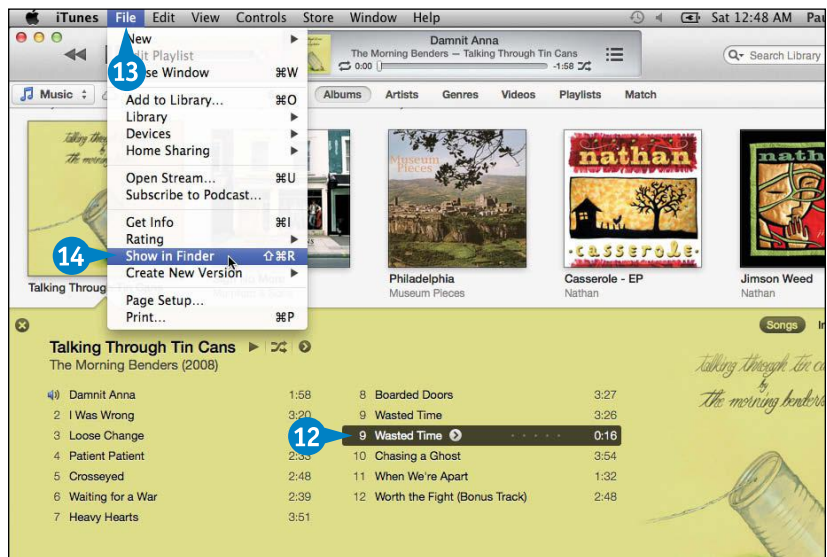 iTunes File Edit View Controls Store Window Help Sat 12:48 AM Pau
New
Edit Playlist
Window ⌘W
13
Add to Library... ⌘O
Library
Devices
Home Sharing
Open Stream... ⌘U
Subscribe to Podcast...
Get Info ⌘I
Rating
14
Show in Finder ⇧⌘R
Create New Version
Page Setup...
Print... ⌘P
Damnit Anna
The Morning Benders — Talking Through Tin Cans
0:00 -1:58
Search Library
Music
Albums Artists Genres Videos Playlists Match
Museum Pieces
nathan
CASSEROLE
nath
Talking Throug
Philadelphia
Museum Pieces
Casserole - EP
Nathan
Jimson Weed
Nathan
Talking Through Tin Cans
The Morning Benders (2008)
Songs In
Damnit Anna 1:58
2 I Was Wrong 3:20
3 Loose Change
4 Patient Patient 2:33
5 Crosseyed 2:48
6 Waiting for a War 2:39
7 Heavy Hearts 3:51
8 Boarded Doors 3:27
9 Wasted Time 3:26
12
9 Wasted Time 0:16
10 Chasing a Ghost 3:54
11 When We're Apart 1:32
12 Worth the Fight (Bonus Track) 2:48
talking through tin ca
by
the morning benders